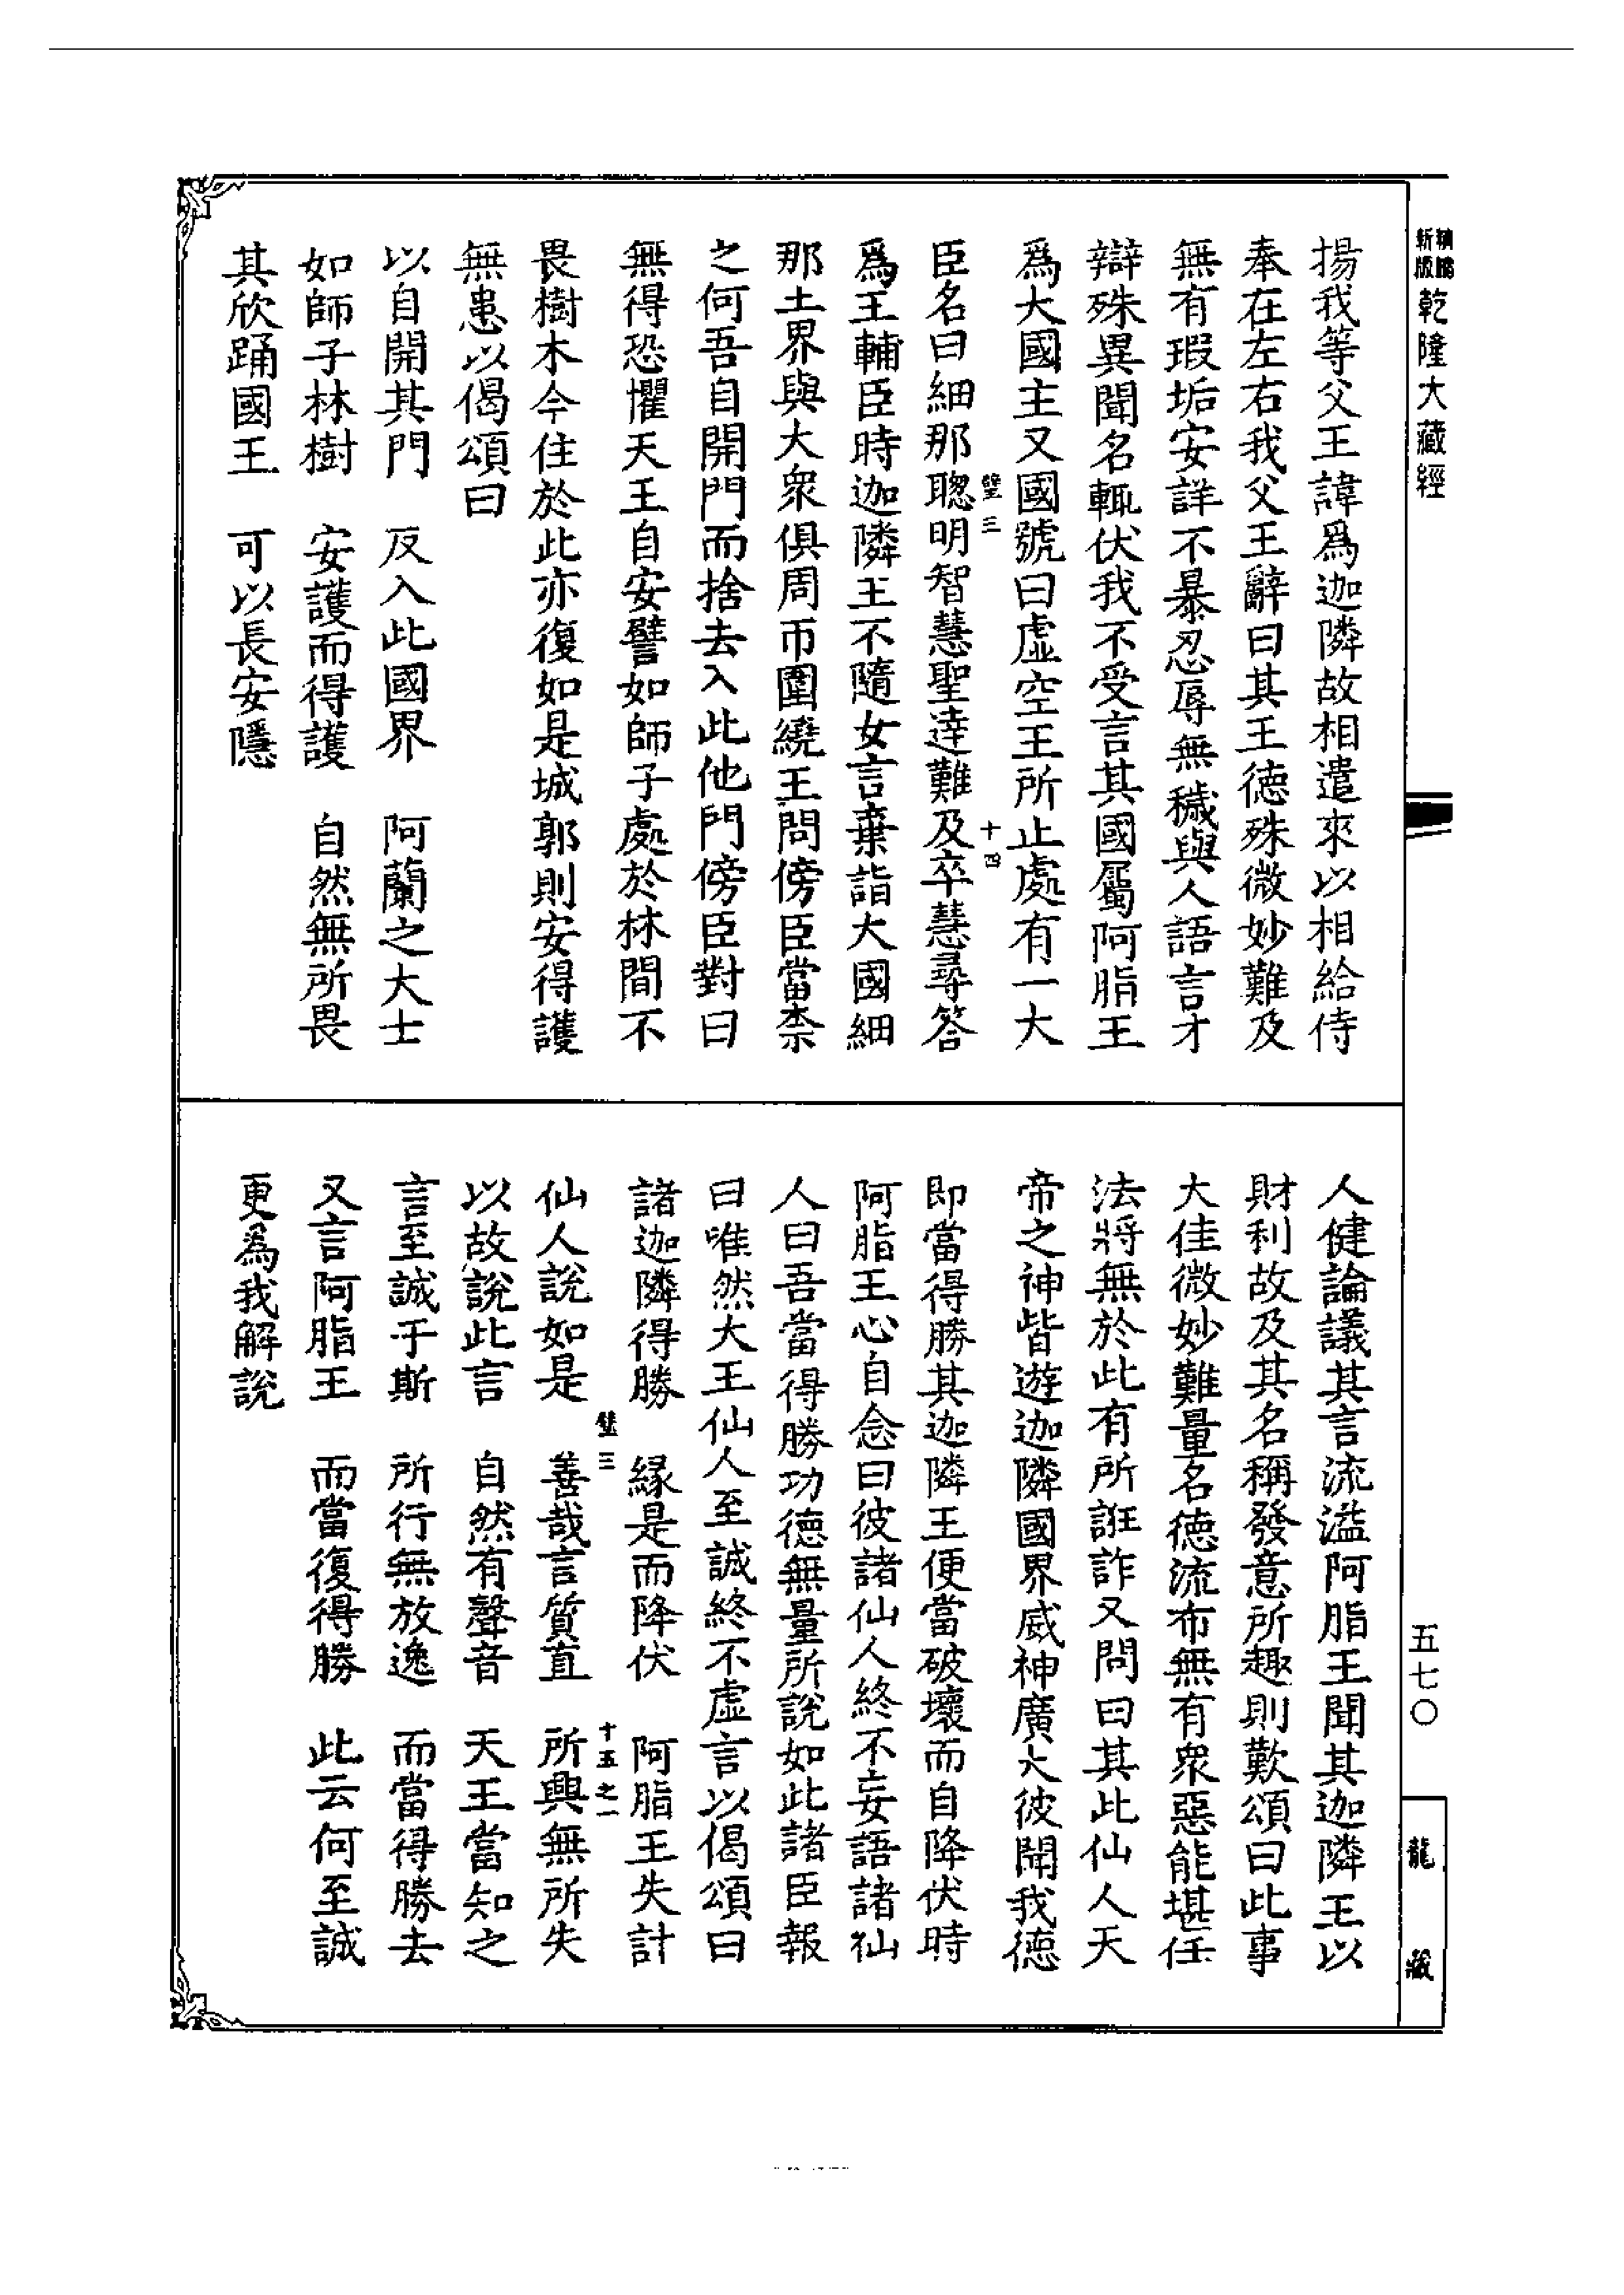 新版精縮乾隆大藏經
揚我等父王諱爲迦隣故相遣來以相給侍
奉在左右我父王辭曰其王德殊微妙難及
無有瑕垢安詳不暴忍辱無穢與人語言才
辯殊異聞名輒伏我不受言其國屬阿脂王
爲大國主又國號曰虛空王所止處有一大
璧三 十四
臣名曰細那聰明智慧聖達難及卒慧尋答
爲王輔臣時迦隣王不隨女言棄詣大國細
那土界與大衆俱周帀圍繞王問傍臣當柰
之何吾自開門而捨去入此他門傍臣對曰
無得恐懼天王自安譬如師子處於林間不
畏樹木今住於此亦復如是城郭則安得護
無患以偈頌曰
以自開其門 反入此國界 阿蘭之大士
如師子林樹 安護而得護 自然無所畏
其欣踊國王 可以長安隱
人健論議其言流溢阿脂王聞其迦隣王以
財利故及其名稱發意所趣則歎頌曰此事
大佳微妙難量名德流布無有衆惡能堪任
法將無於此有所誑詐又問曰其此仙人天
帝之神皆遊迦隣國界威神廣大彼聞我德
即當得勝其迦隣王便當破壞而自降伏時
阿脂王心自念曰彼諸仙人終不妄語諸仙
人曰吾當得勝功德無量所說如此諸臣報
曰唯然大王仙人至誠終不虛言以偈頌曰
諸迦隣得勝 緣是而降伏 阿脂王失計
璧三 十五之一
仙人說如是 善哉言質直 所興無所失
以故說此言 自然有聲音 天王當知之
言至誠于斯 所行無放逸 而當得勝去
又言阿脂王 而當復得勝 此云何至誠
更爲我解說
五七〇
龍藏